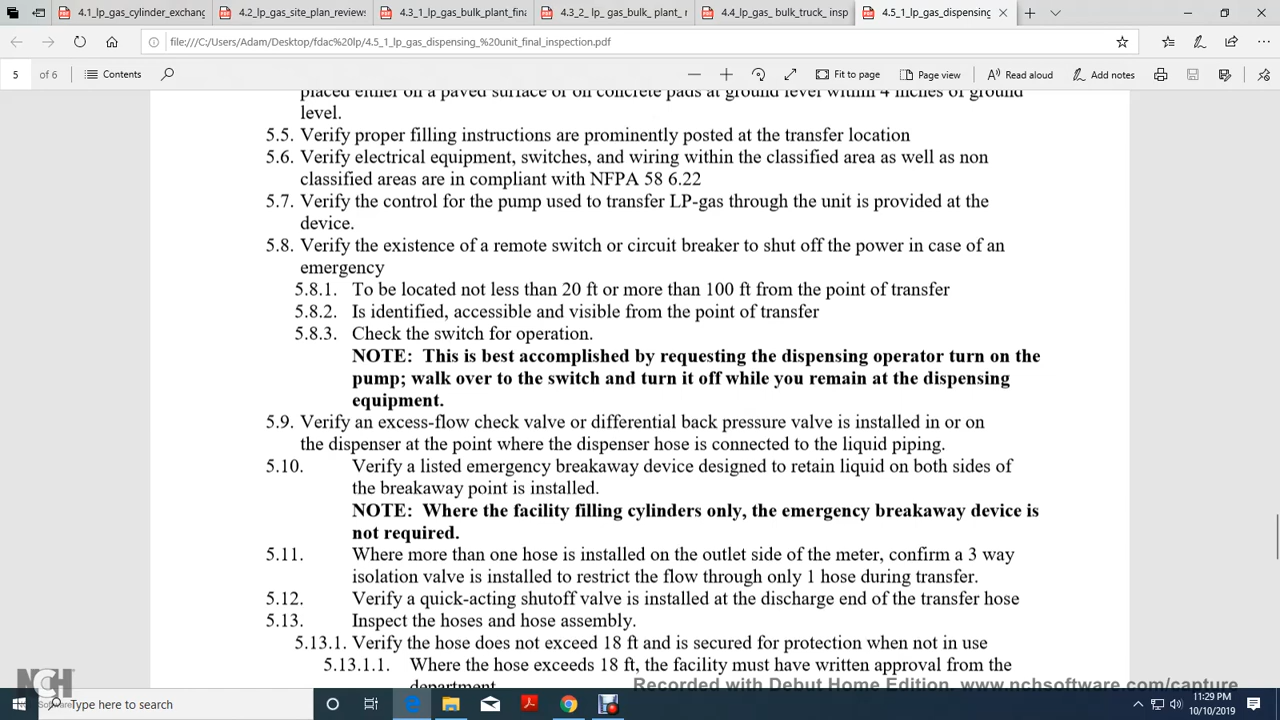 4.1_lp_gas_cylinder_exchang
4.2_lp_gas_site_plan_reviews
4.3_1_lp_gas_bulk_plant_fina
4.3_2_ lp_gas_bulk_ plant_r
4.4_lp_gas_bulk_truck_insp
4.5_1_lp_gas_dispensing_
file:///C:/Users/Adam/Desktop/fdac%20lp/4.5_1_lp_gas_dispensing_%20unit_final_inspection.pdf
5 of 6 Contents Fit to page Page view Read aloud Add notes
placed either on a paved surface or on concrete pads at ground level within 4 inches of ground
level.
5.5. Verify proper filling instructions are prominently posted at the transfer location
5.6. Verify electrical equipment, switches, and wiring within the classified area as well as non
classified areas are in compliant with NFPA 58 6.22
5.7. Verify the control for the pump used to transfer LP-gas through the unit is provided at the
device.
5.8. Verify the existence of a remote switch or circuit breaker to shut off the power in case of an
emergency
5.8.1. To be located not less than 20 ft or more than 100 ft from the point of transfer
5.8.2. Is identified, accessible and visible from the point of transfer
5.8.3. Check the switch for operation.
NOTE: This is best accomplished by requesting the dispensing operator turn on the
pump; walk over to the switch and turn it off while you remain at the dispensing
equipment.
5.9. Verify an excess-flow check valve or differential back pressure valve is installed in or on
the dispenser at the point where the dispenser hose is connected to the liquid piping.
5.10. Verify a listed emergency breakaway device designed to retain liquid on both sides of
the breakaway point is installed.
NOTE: Where the facility filling cylinders only, the emergency breakaway device is
not required.
5.11. Where more than one hose is installed on the outlet side of the meter, confirm a 3 way
isolation valve is installed to restrict the flow through only 1 hose during transfer.
5.12. Verify a quick-acting shutoff valve is installed at the discharge end of the transfer hose
5.13. Inspect the hoses and hose assembly.
5.13.1. Verify the hose does not exceed 18 ft and is secured for protection when not in use
5.13.1.1. Where the hose exceeds 18 ft, the facility must have written approval from the
department
NCH Software
Recorded with Debut Home Edition. www.nchsoftware.com/capture
Type here to search
11:29 PM
10/10/2019